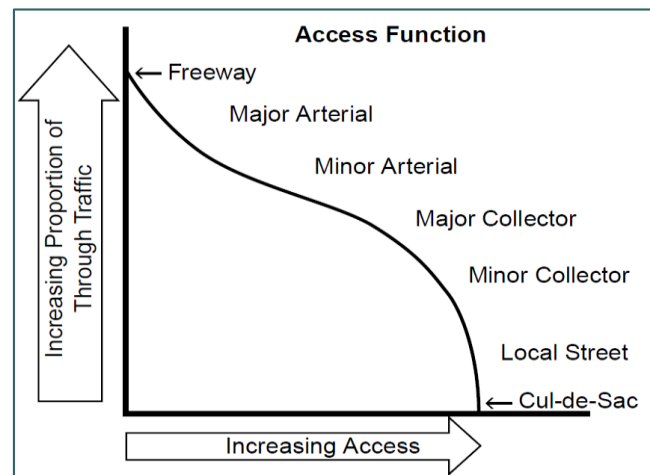 Access Function
← Freeway
Major Arterial
Minor Arterial
Major Collector
Minor Collector
Local Street
← Cul-de-Sac
Increasing Proportion of
Through Traffic
Increasing Access